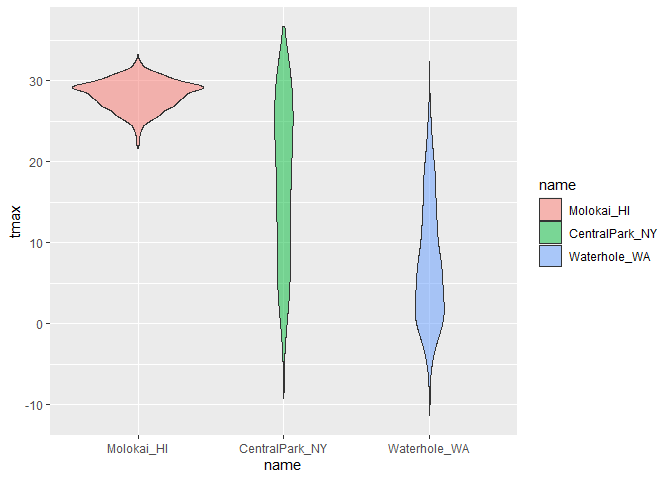 tmax
30
20
10
0
-10
Molokai_HI
CentralPark_NY
Waterhole_WA
name
name
Molokai_HI
CentralPark_NY
Waterhole_WA